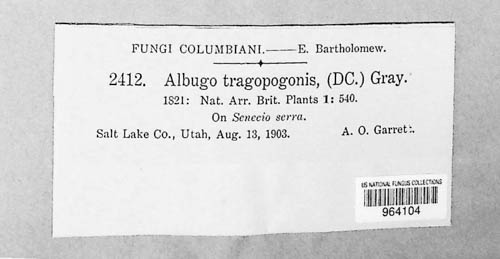 FUNGI COLUMBIANI.——E. Bartholomew.
2412. Albugo tragopogonis, (DC.) Gray.
1821: Nat. Arr. Brit. Plants 1: 540.
On Senecio serra.
Salt Lake Co., Utah, Aug. 13, 1903. A. O. Garrett.
US NATIONAL FUNGUS COLLECTIONS
964104